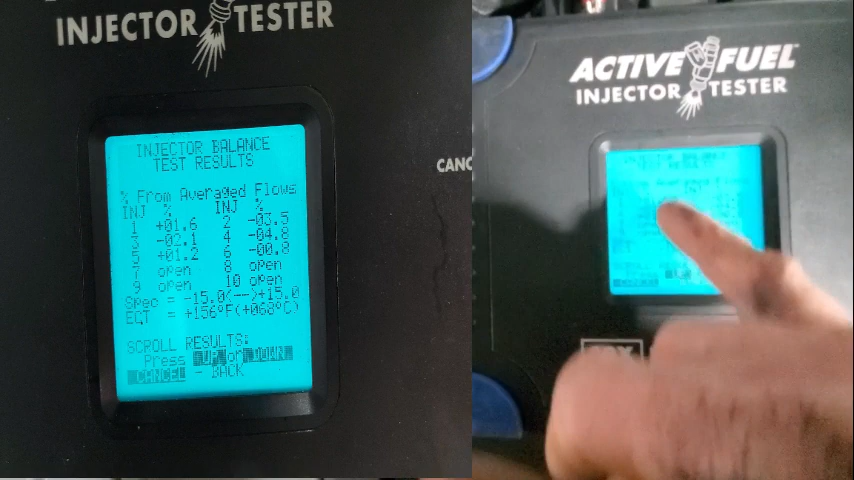 INJECTOR TESTER
INJECTOR BALANCE
TEST RESULTS
% From Averaged Flows
INJ % INJ %
1 +01.6 2 -03.5
3 -02.1 4 -04.8
5 +01.2 6 -00.8
7 open 8 open
9 open 10 open
Spec = -15.0<-->+15.0
EQT = +156°F(+068°C)
SCROLL RESULTS:
Press UP or DOWN
CANCEL - BACK
CANC
ACTIVE FUEL
INJECTOR TESTER